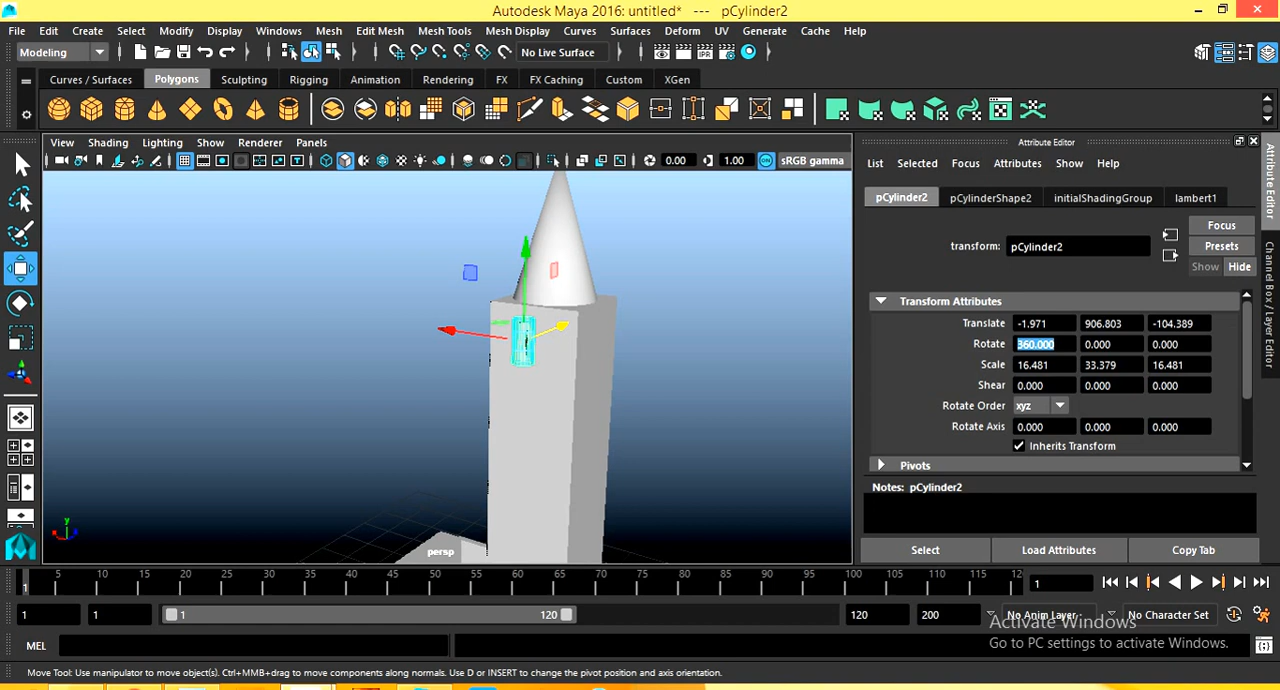 Autodesk Maya 2016: untitled*   ---   pCylinder2
File Edit Create Select Modify Display Windows Mesh Edit Mesh Mesh Tools Mesh Display Curves Surfaces Deform UV Generate Cache Help
Modeling No Live Surface
Curves / Surfaces Polygons Sculpting Rigging Animation Rendering FX FX Caching Custom XGen
View Shading Lighting Show Renderer Panels
0.00 1.00 ON sRGB gamma
persp
y
Attribute Editor
List Selected Focus Attributes Show Help
pCylinder2 pCylinderShape2 initialShadingGroup lambert1
Focus
transform: pCylinder2
Presets
Show Hide
Transform Attributes
Translate -1.971 906.803 -104.389
Rotate 360.000 0.000 0.000
Scale 16.481 33.379 16.481
Shear 0.000 0.000 0.000
Rotate Order xyz
Rotate Axis 0.000 0.000 0.000
Inherits Transform
Pivots
Notes: pCylinder2
Select Load Attributes Copy Tab
Attribute Editor
Channel Box / Layer Editor
5 10 15 20 25 30 35 40 45 50 55 60 65 70 75 80 85 90 95 100 105 110 115 12
1 1
1 1 1 120 120 200 No Anim Layer No Character Set
Activate Windows
Go to PC settings to activate Windows.
MEL
Move Tool: Use manipulator to move object(s). Ctrl+MMB+drag to move components along normals. Use D or INSERT to change the pivot position and axis orientation.